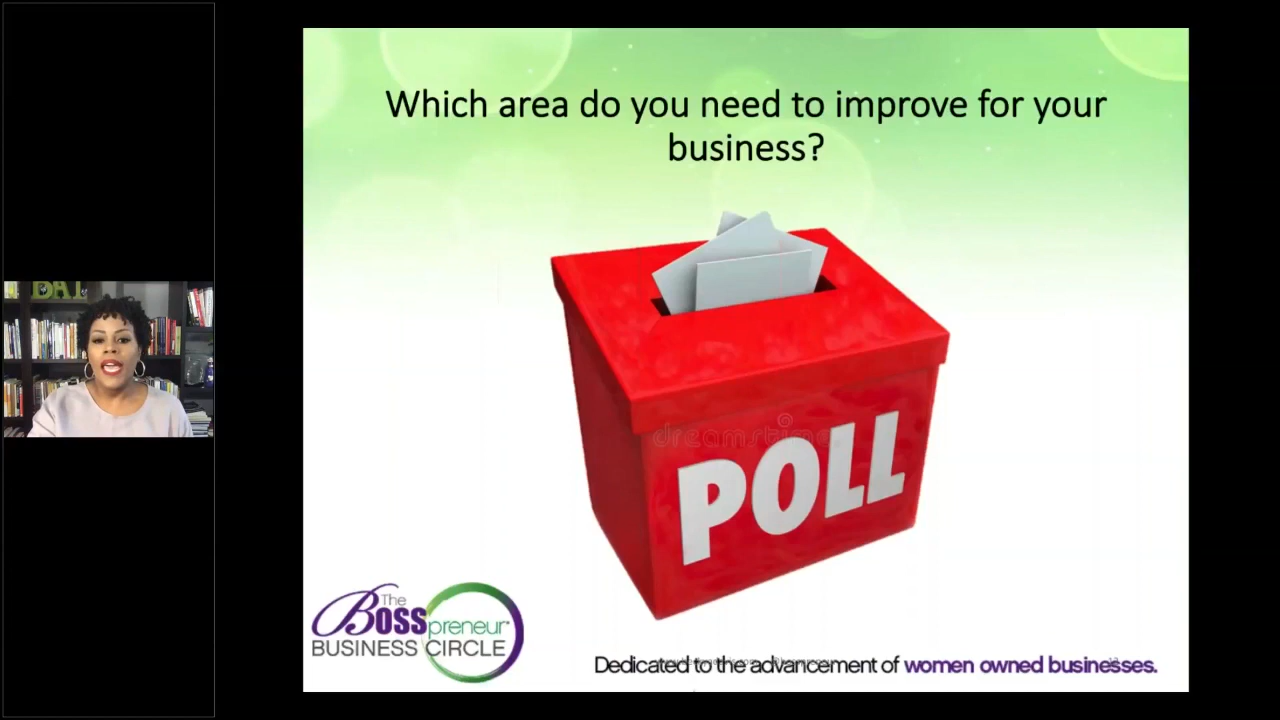 Which area do you need to improve for your
business?
dreamstime
POLL
The
BOSSpreneur
BUSINESS CIRCLE
Dedicated to the advancement of women owned businesses.